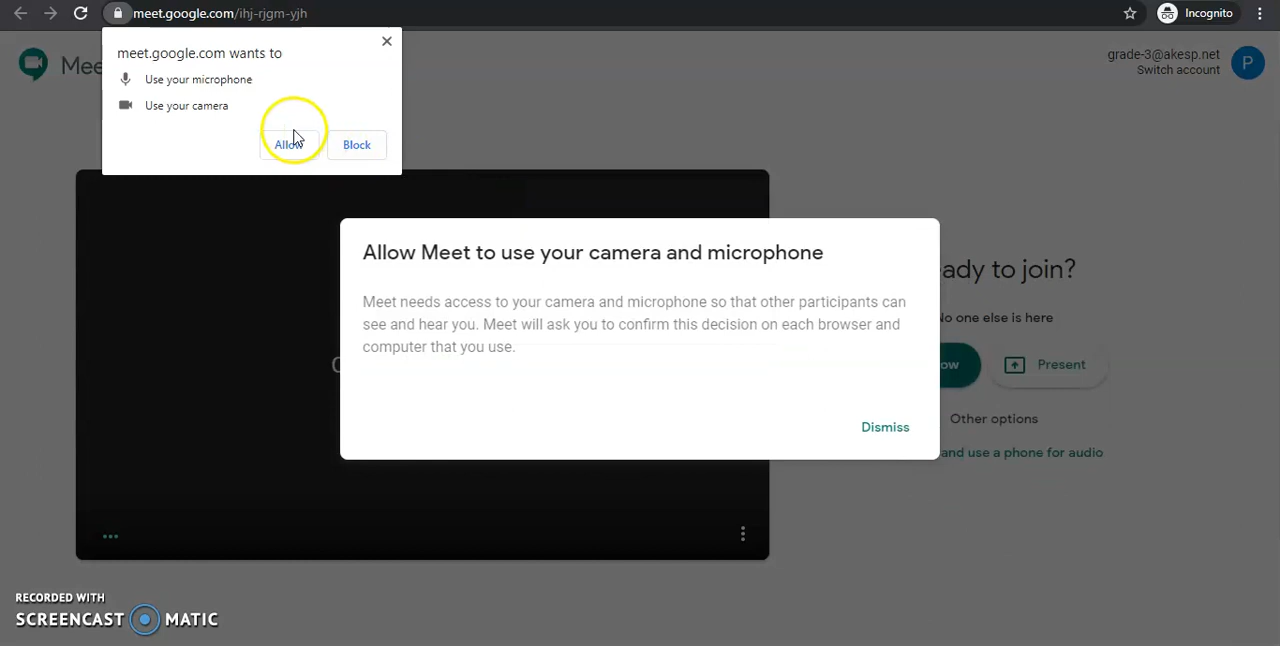 meet.google.com/ihj-rjgm-yjh
Incognito
meet.google.com wants to
Use your microphone
Use your camera
Allow
Block
grade-3@akesp.net
Switch account
P
Allow Meet to use your camera and microphone
Meet needs access to your camera and microphone so that other participants can
see and hear you. Meet will ask you to confirm this decision on each browser and
computer that you use.
Dismiss
No one else is here
Present
Other options
and use a phone for audio
to join?
RECORDED WITH
SCREENCAST MATIC